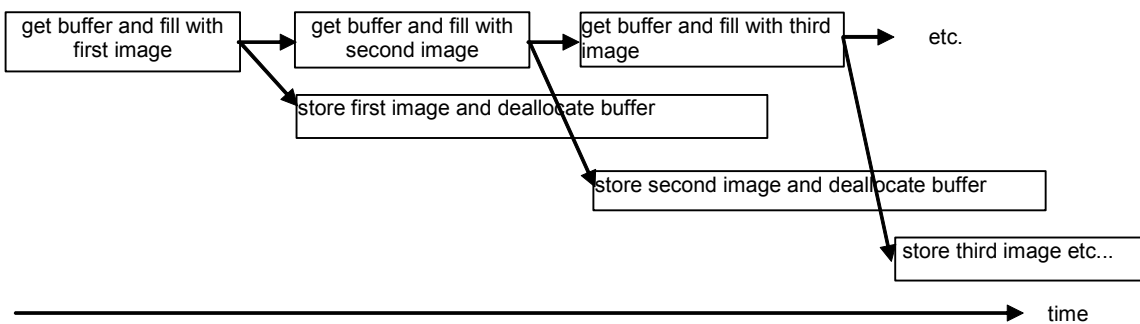 get buffer and fill with
first image
get buffer and fill with
second image
get buffer and fill with third
image
etc.
store first image and deallocate buffer
store second image and deallocate buffer
store third image etc...
time